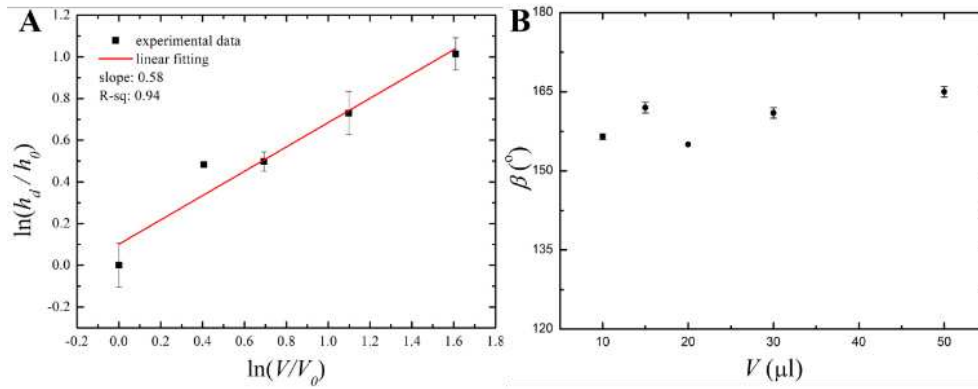 A
experimental data
linear fitting
slope: 0.58
R-sq: 0.94
1.2
1.0
0.8
0.6
0.4
0.2
0.0
-0.2
ln(h_d / h_0)
-0.2 0.0 0.2 0.4 0.6 0.8 1.0 1.2 1.4 1.6 1.8
ln(V/V_0)
B
180
165
150
135
120
β (°)
10 20 30 40 50
V (μl)